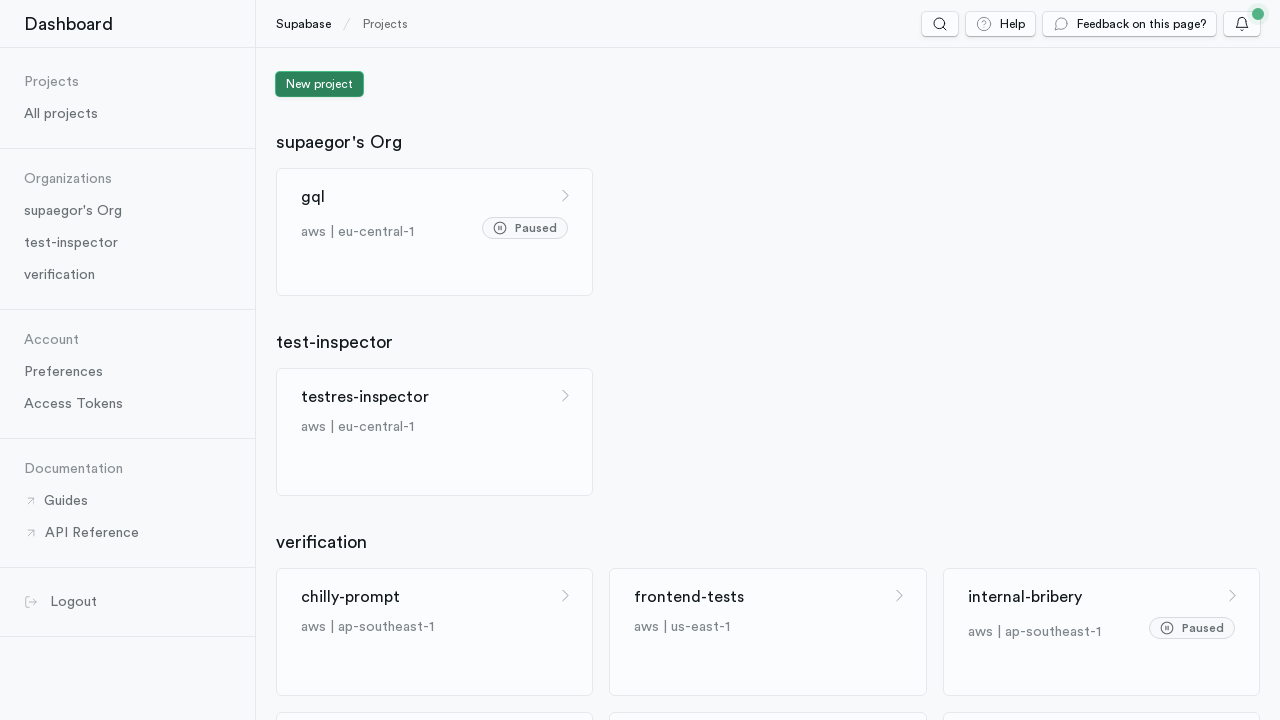 Dashboard
Supabase / Projects
Help
Feedback on this page?
Projects
All projects
Organizations
supaegor's Org
test-inspector
verification
Account
Preferences
Access Tokens
Documentation
Guides
API Reference
Logout
New project
supaegor's Org
gql
aws | eu-central-1
Paused
test-inspector
testres-inspector
aws | eu-central-1
verification
chilly-prompt
aws | ap-southeast-1
frontend-tests
aws | us-east-1
internal-bribery
aws | ap-southeast-1
Paused